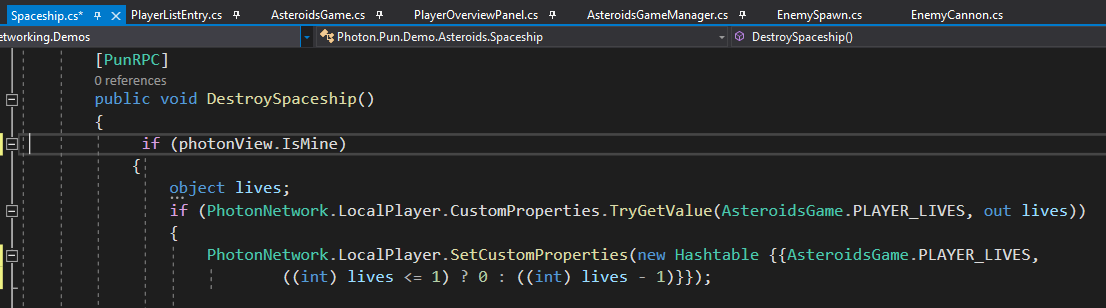 Spaceship.cs* PlayerListEntry.cs AsteroidsGame.cs PlayerOverviewPanel.cs AsteroidsGameManager.cs EnemySpawn.cs EnemyCannon.cs
etworking.Demos Photon.Pun.Demo.Asteroids.Spaceship DestroySpaceship()
[PunRPC]
0 references
public void DestroySpaceship()
{
if (photonView.IsMine)
{
object lives;
if (PhotonNetwork.LocalPlayer.CustomProperties.TryGetValue(AsteroidsGame.PLAYER_LIVES, out lives))
{
PhotonNetwork.LocalPlayer.SetCustomProperties(new Hashtable {{AsteroidsGame.PLAYER_LIVES,
((int) lives <= 1) ? 0 : ((int) lives - 1)}});